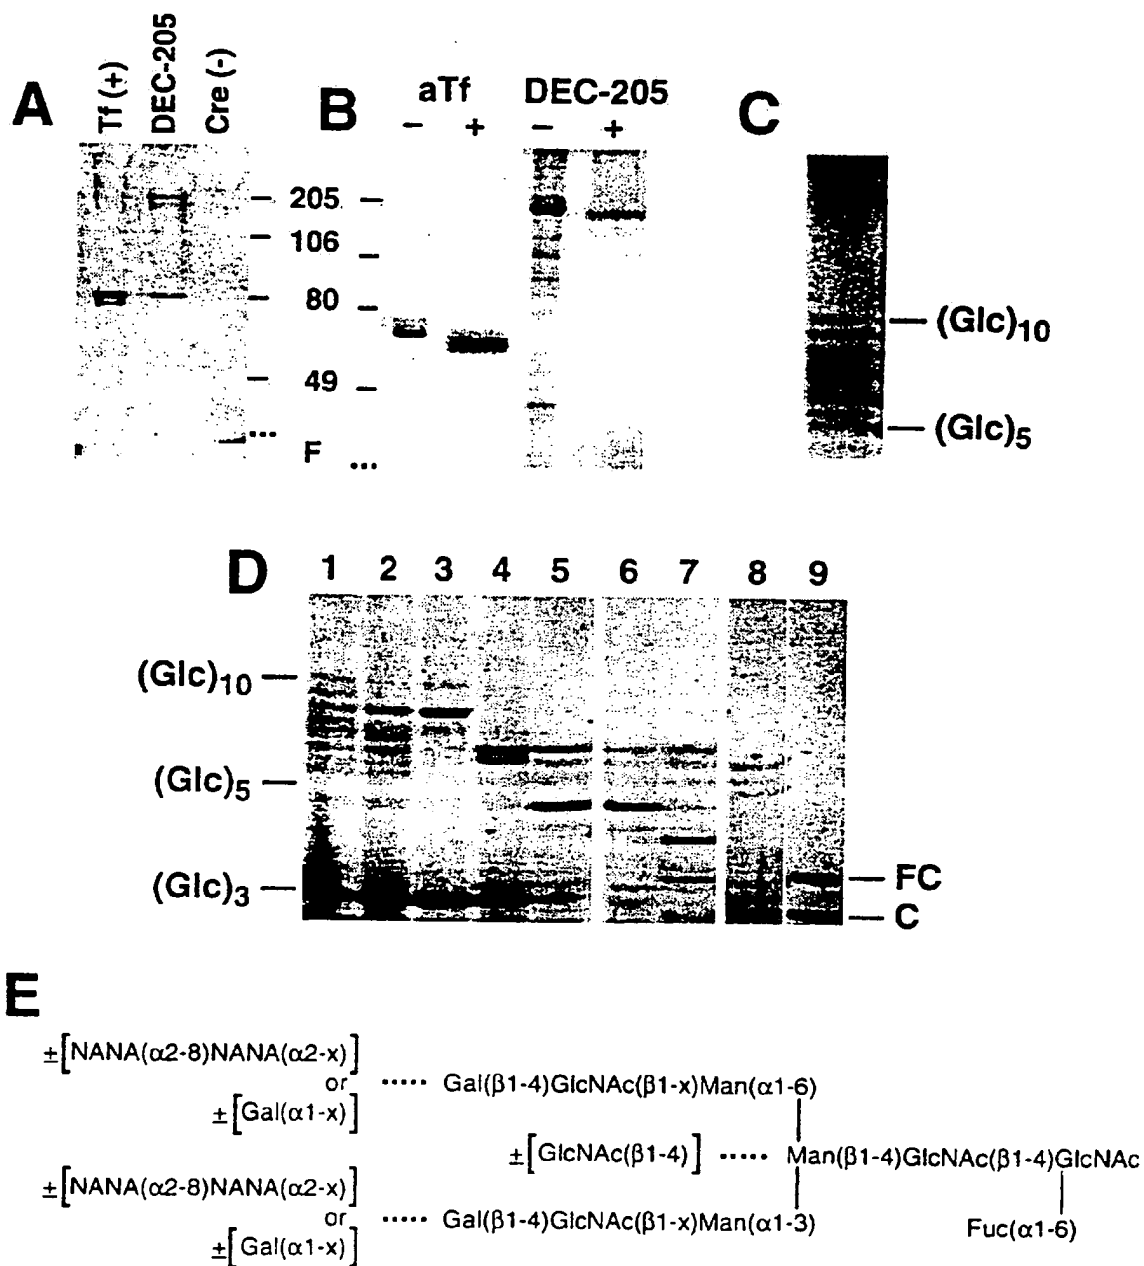 A
Tf (+)
DEC-205
Cre (-)
205
106
80
49
F
B
aTf
DEC-205
– + – +
C
(Glc)10
(Glc)5
D
1 2 3 4 5 6 7 8 9
(Glc)10
(Glc)5
(Glc)3
FC
C
E
±[NANA(α2-8)NANA(α2-x)]
or ····· Gal(β1-4)GlcNAc(β1-x)Man(α1-6)
±[Gal(α1-x)]
±[GlcNAc(β1-4)] ····· Man(β1-4)GlcNAc(β1-4)GlcNAc
±[NANA(α2-8)NANA(α2-x)]
or ····· Gal(β1-4)GlcNAc(β1-x)Man(α1-3)
±[Gal(α1-x)]
Fuc(α1-6)